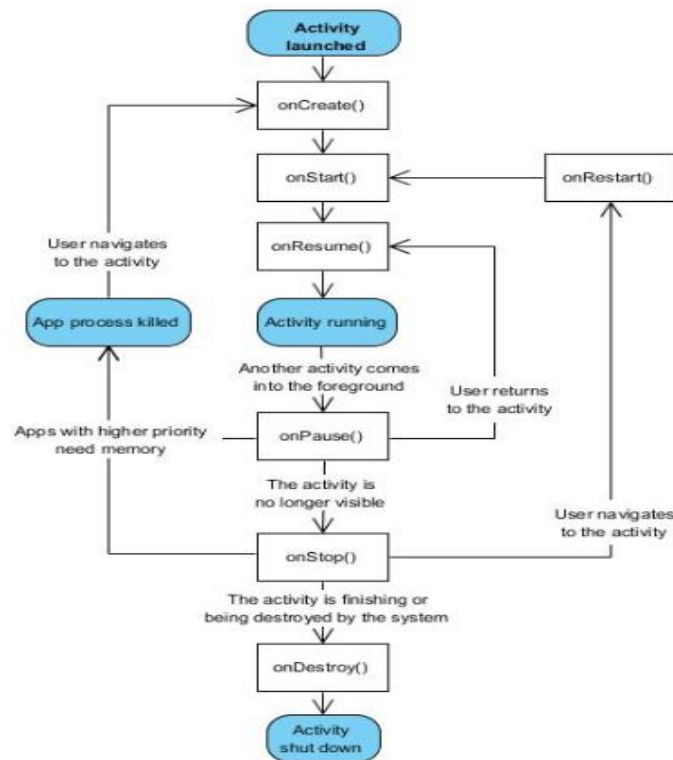 Activity
launched
onCreate()
onStart()
onRestart()
onResume()
User navigates
to the activity
App process killed
Activity running
Another activity comes
into the foreground
User returns
to the activity
Apps with higher priority
need memory
onPause()
The activity is
no longer visible
User navigates
to the activity
onStop()
The activity is finishing or
being destroyed by the system
onDestroy()
Activity
shut down